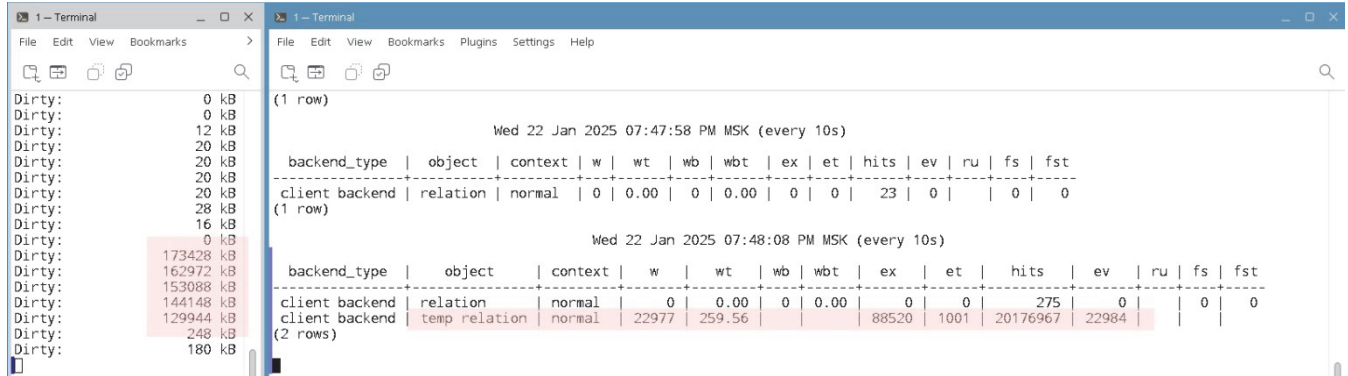 1 — Terminal
File Edit View Bookmarks >
Dirty: 0 kB
Dirty: 0 kB
Dirty: 12 kB
Dirty: 20 kB
Dirty: 20 kB
Dirty: 20 kB
Dirty: 20 kB
Dirty: 28 kB
Dirty: 16 kB
Dirty: 0 kB
Dirty: 173428 kB
Dirty: 162972 kB
Dirty: 153088 kB
Dirty: 144148 kB
Dirty: 129944 kB
Dirty: 248 kB
Dirty: 180 kB
1 — Terminal
File Edit View Bookmarks Plugins Settings Help
(1 row)
Wed 22 Jan 2025 07:47:58 PM MSK (every 10s)
backend_type | object | context | w | wt | wb | wbt | ex | et | hits | ev | ru | fs | fst
----------------+----------+---------+---+------+----+------+----+----+------+----+----+----+-----
client backend | relation | normal | 0 | 0.00 | 0 | 0.00 | 0 | 0 | 23 | 0 | | 0 | 0
(1 row)
Wed 22 Jan 2025 07:48:08 PM MSK (every 10s)
backend_type | object | context | w | wt | wb | wbt | ex | et | hits | ev | ru | fs | fst
----------------+---------------+---------+-------+--------+----+------+-------+------+----------+-------+----+----+-----
client backend | relation | normal | 0 | 0.00 | 0 | 0.00 | 0 | 0 | 275 | 0 | | 0 | 0
client backend | temp relation | normal | 22977 | 259.56 | | | 88520 | 1001 | 20176967 | 22984 | | |
(2 rows)